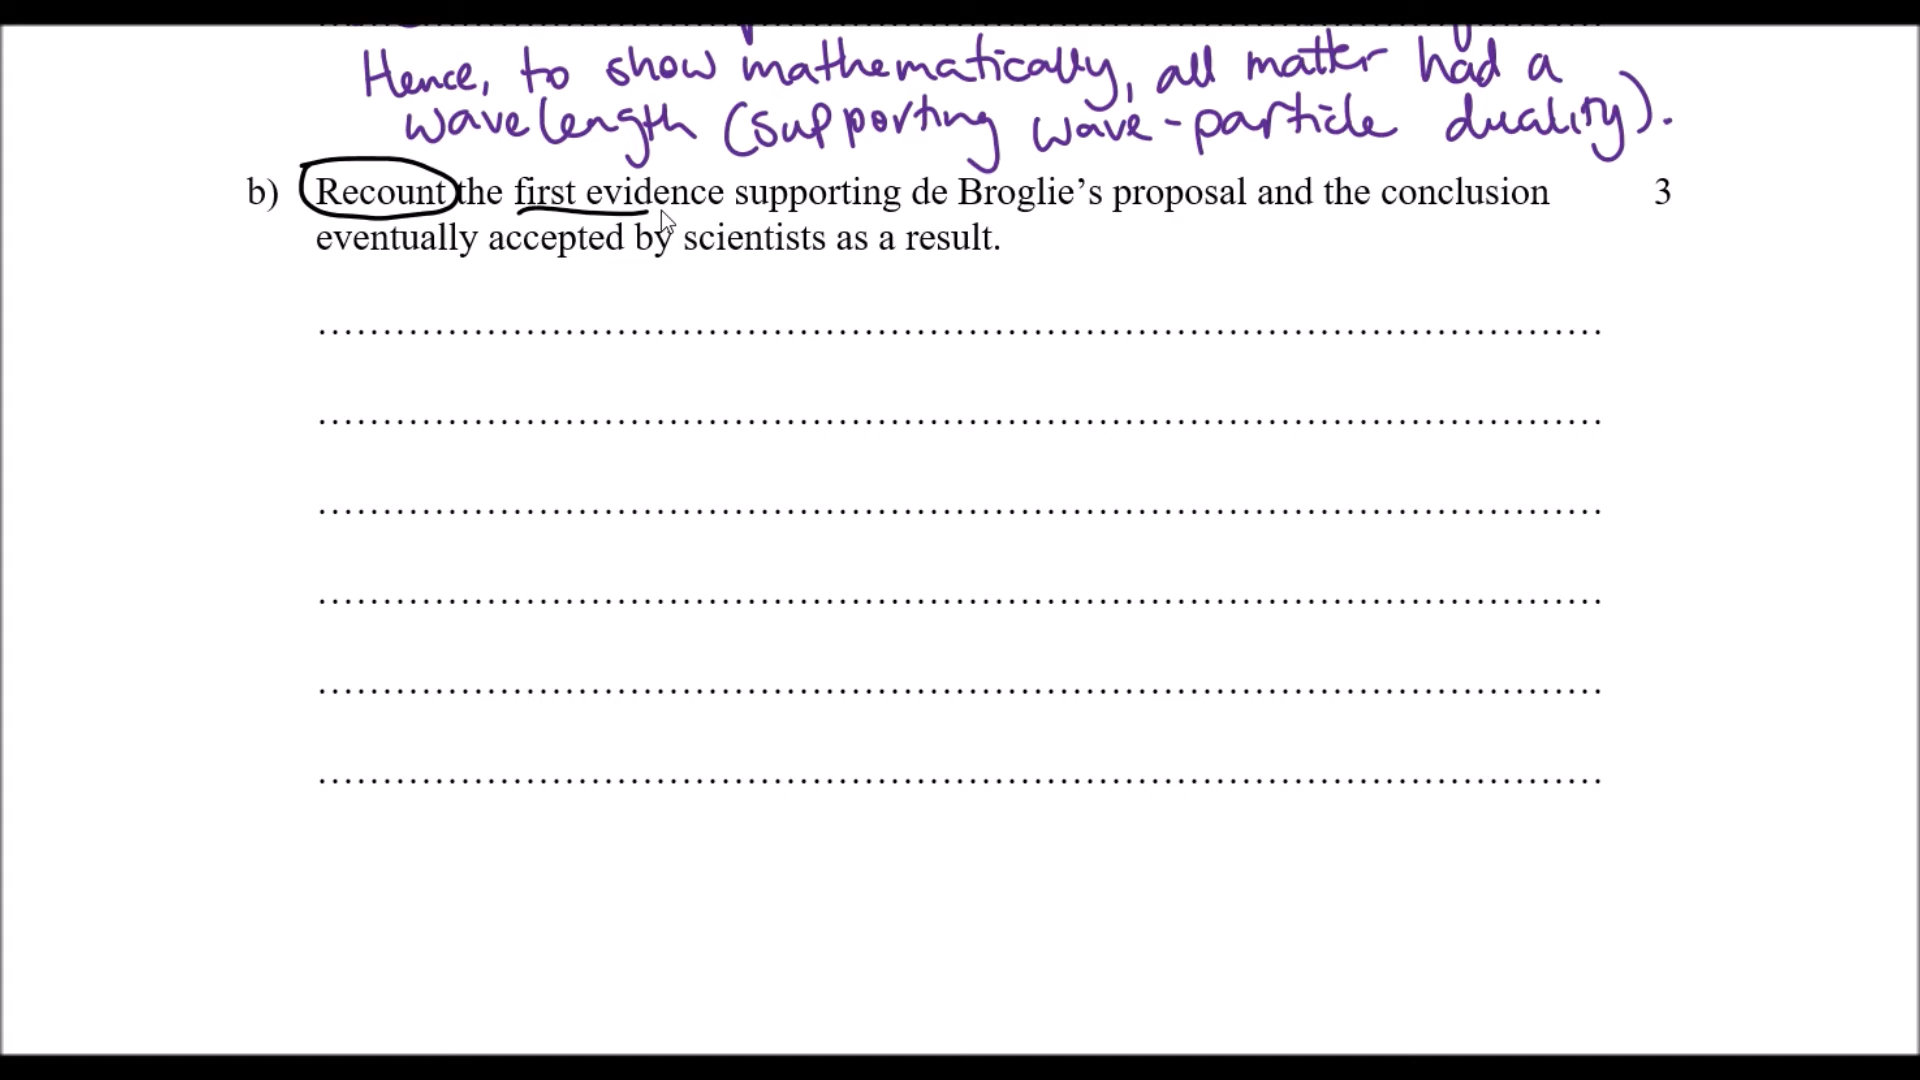 Hence, to show mathematically, all matter had a
wavelength (supporting wave-particle duality).
b) Recount the first evidence supporting de Broglie’s proposal and the conclusion 3
eventually accepted by scientists as a result.